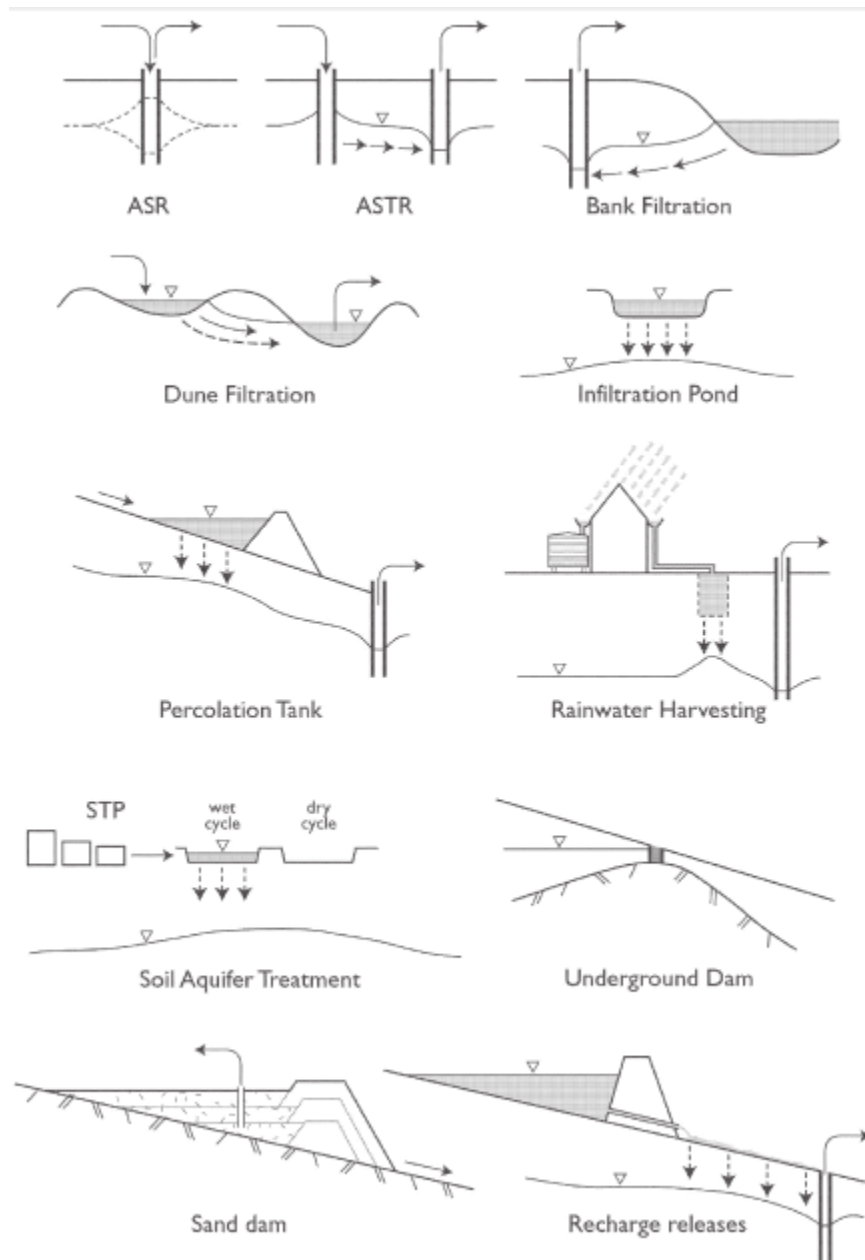 ASR
ASTR
Bank Filtration
Dune Filtration
Infiltration Pond
Percolation Tank
Rainwater Harvesting
STP
wet
cycle
dry
cycle
Soil Aquifer Treatment
Underground Dam
Sand dam
Recharge releases